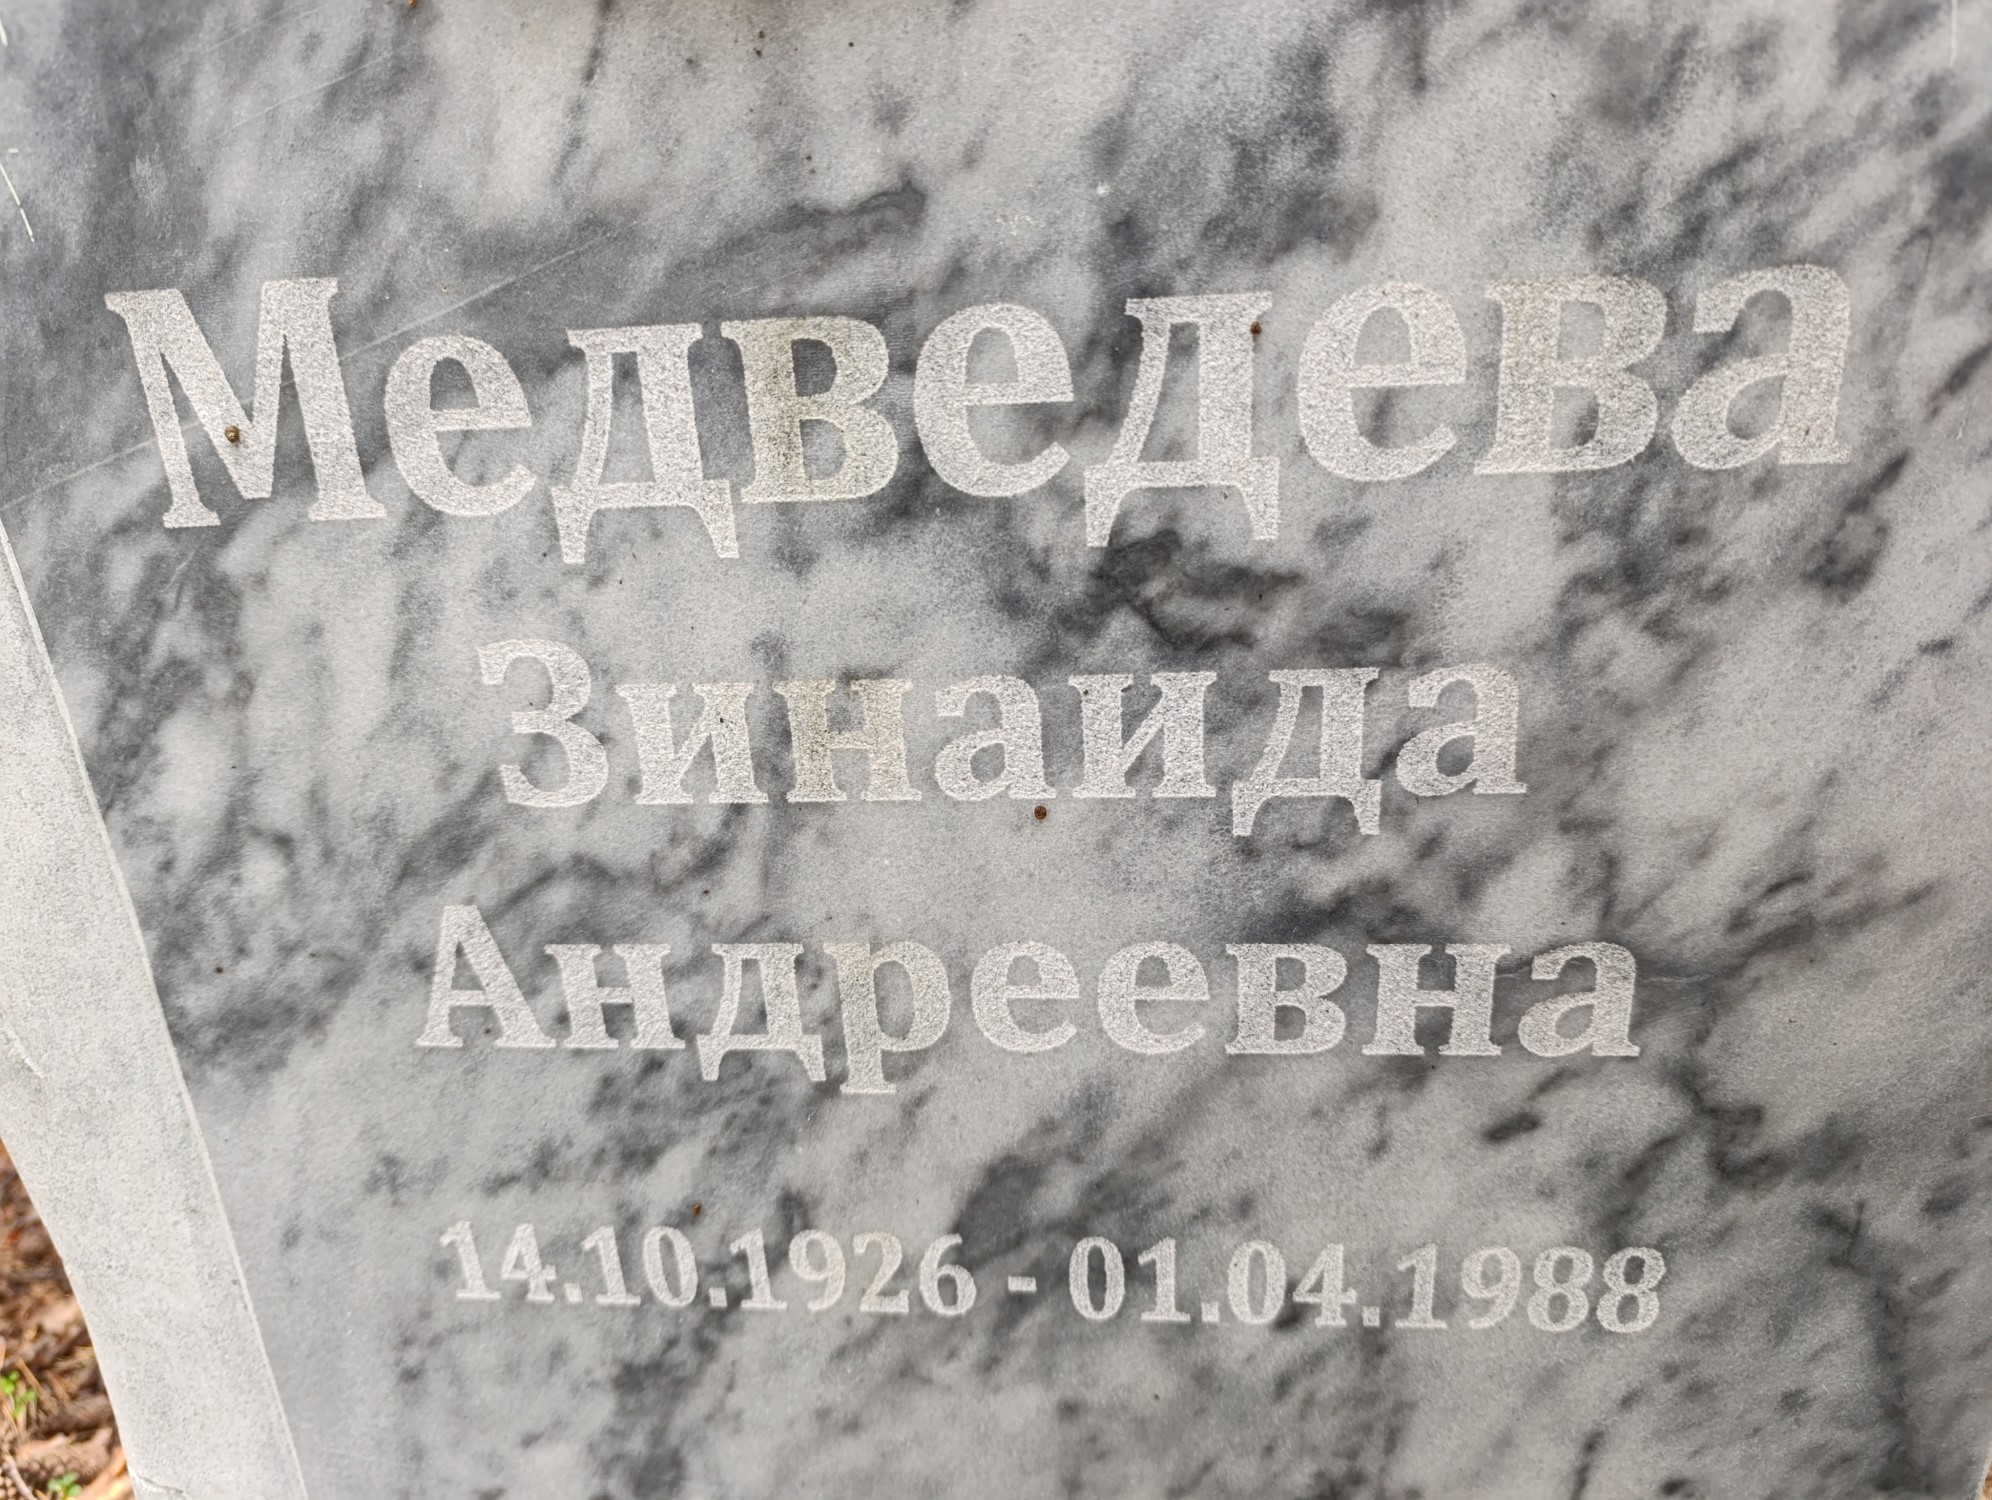 Медведева
Зинаида
Андреевна
14.10.1926 - 01.04.1988